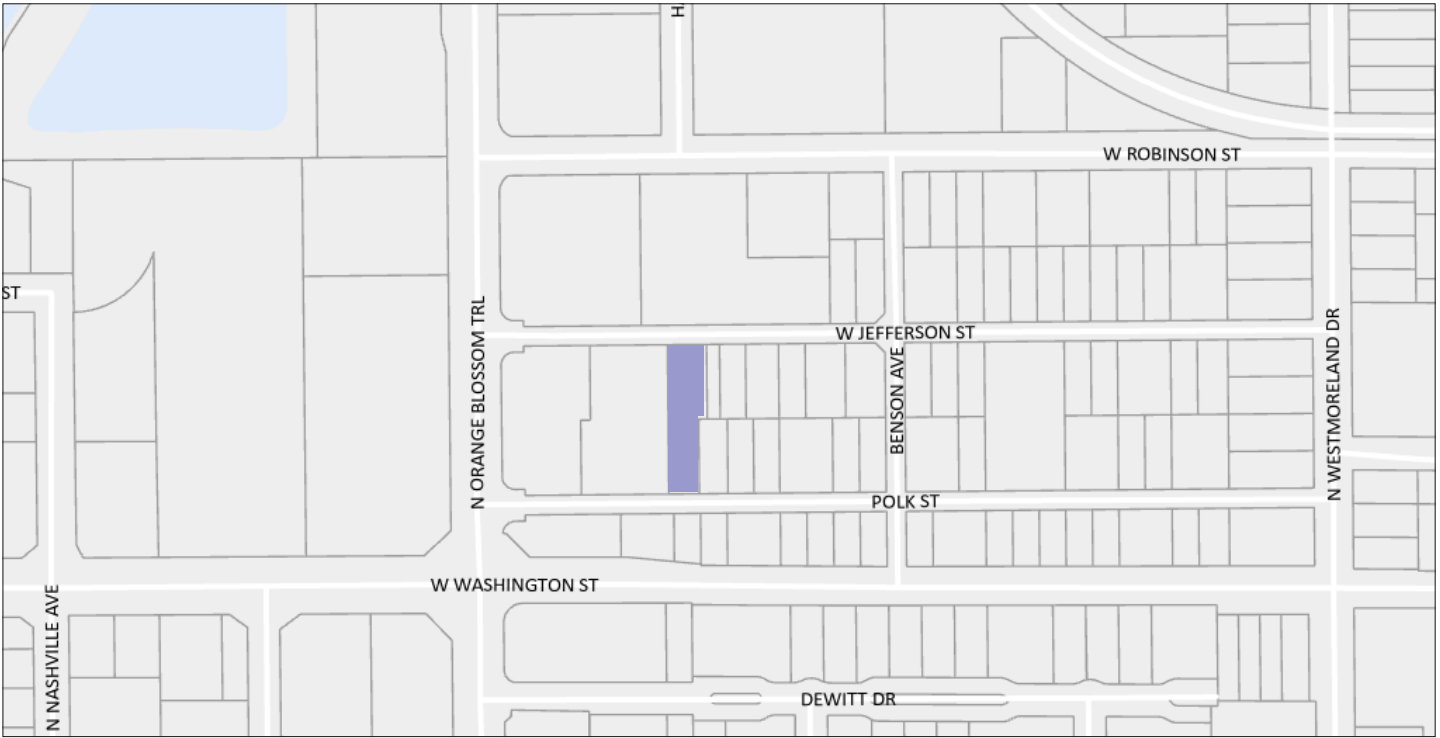 W ROBINSON ST
ST
W JEFFERSON ST
N ORANGE BLOSSOM TRL
BENSON AVE
N WESTMORELAND DR
POLK ST
W WASHINGTON ST
N NASHVILLE AVE
DEWITT DR